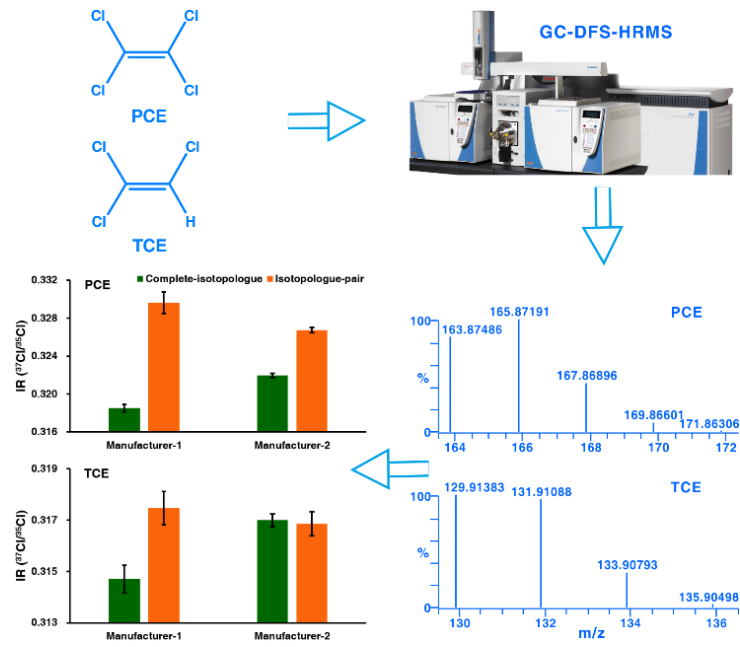 Cl
Cl
Cl
Cl
PCE
Cl
Cl
Cl
H
TCE
GC-DFS-HRMS
PCE
Complete-isotopologue
Isotopologue-pair
0.332
0.328
0.324
0.320
0.316
IR (³⁷Cl/³⁵Cl)
Manufacturer-1
Manufacturer-2
TCE
0.319
0.317
0.315
0.313
IR (³⁷Cl/³⁵Cl)
Manufacturer-1
Manufacturer-2
PCE
100
%
0
163.87486
165.87191
167.86896
169.86601
171.86306
164
166
168
170
172
TCE
100
%
0
129.91383
131.91088
133.90793
135.90498
130
132
134
136
m/z